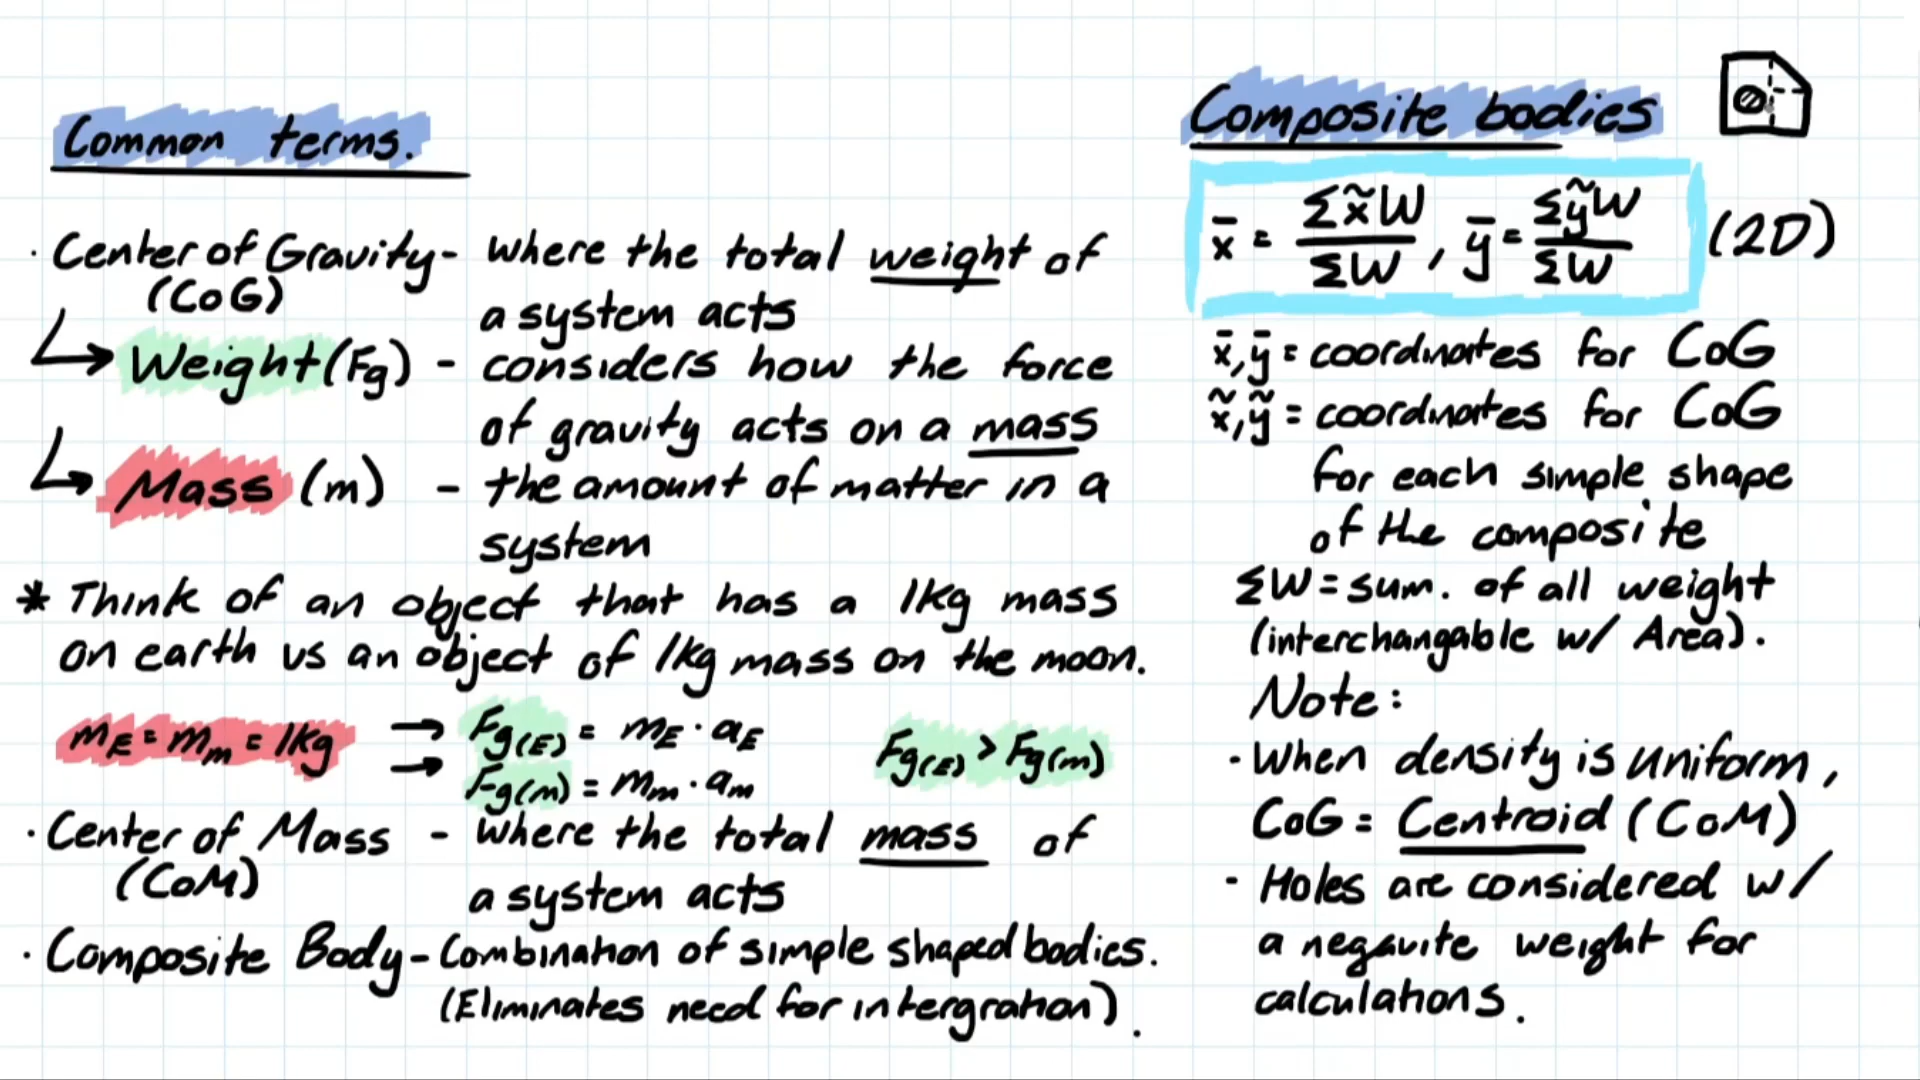 Common terms.
· Center of Gravity - where the total weight of
(CoG)
a system acts
Weight (Fg) - considers how the force
of gravity acts on a mass
Mass (m) - the amount of matter in a
system
* Think of an object that has a 1kg mass
on earth vs an object of 1kg mass on the moon.
mE = mm = 1kg → Fg(E) = mE · aE
→ Fg(m) = mm · am
Fg(E) > Fg(m)
· Center of Mass - where the total mass of
(CoM)
a system acts
· Composite Body - Combination of simple shaped bodies.
(Eliminates need for intergration).
Composite bodies
x̄ = Σx̃W / ΣW , ȳ = ΣỹW / ΣW (2D)
x̄, ȳ = coordinates for CoG
x̃, ỹ = coordinates for CoG
for each simple shape
of the composite
ΣW = sum. of all weight
(interchangable w/ Area).
Note:
· When density is uniform,
CoG = Centroid (CoM)
- Holes are considered w/
a negavite weight for
calculations.